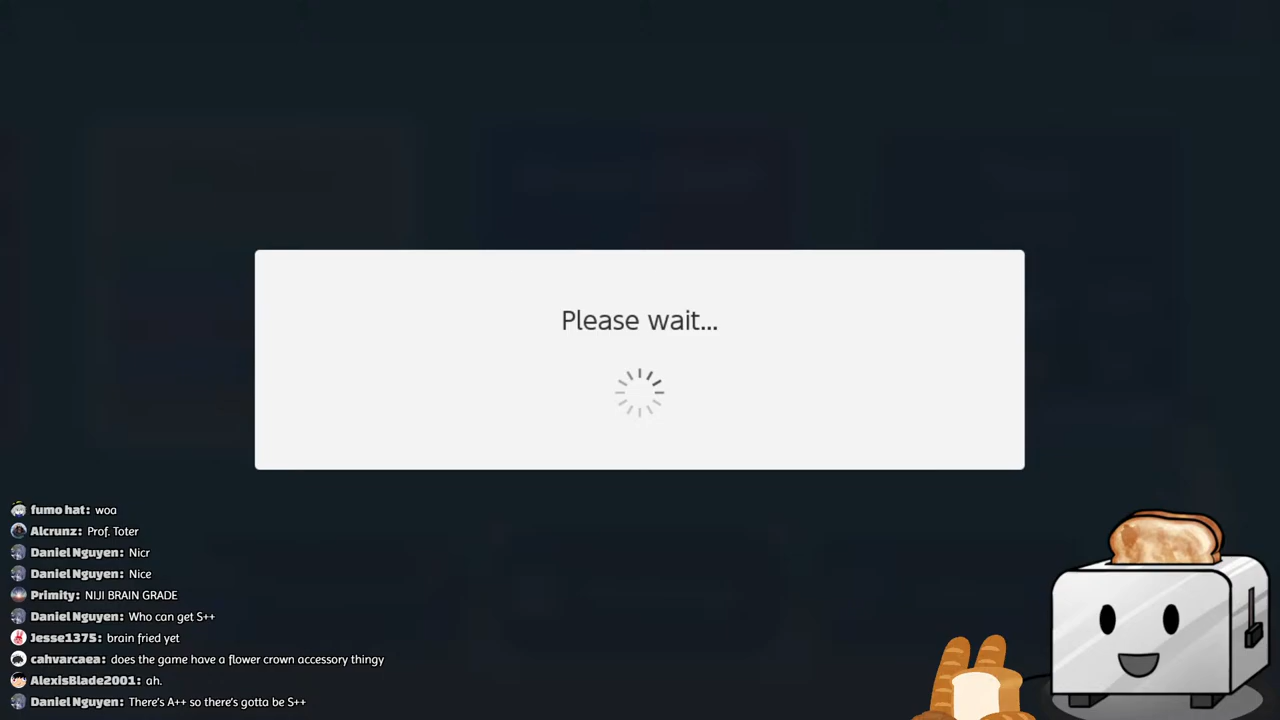 Please wait...
fumo hat: woa
Alcrunz: Prof. Toter
Daniel Nguyen: Nicr
Daniel Nguyen: Nice
Primity: NIJI BRAIN GRADE
Daniel Nguyen: Who can get S++
Jesse1375: brain fried yet
cahvarcaea: does the game have a flower crown accessory thingy
AlexisBlade2001: ah.
Daniel Nguyen: There's A++ so there's gotta be S++